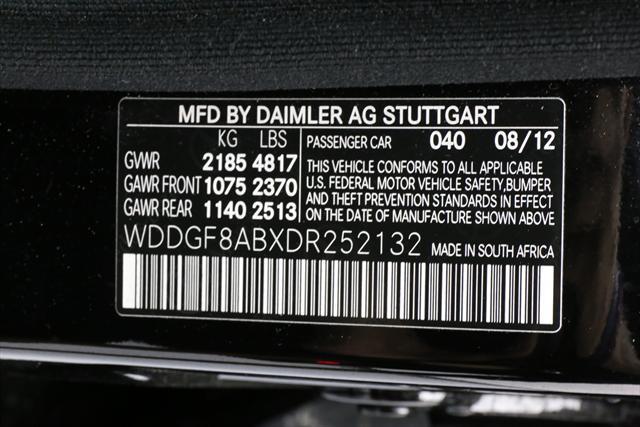 MFD BY DAIMLER AG STUTTGART
KG LBS
GVWR 2185 4817
GAWR FRONT 1075 2370
GAWR REAR 1140 2513
PASSENGER CAR 040 08/12
THIS VEHICLE CONFORMS TO ALL APPLICABLE
U.S. FEDERAL MOTOR VEHICLE SAFETY, BUMPER
AND THEFT PREVENTION STANDARDS IN EFFECT
ON THE DATE OF MANUFACTURE SHOWN ABOVE
WDDGF8ABXDR252132 MADE IN SOUTH AFRICA